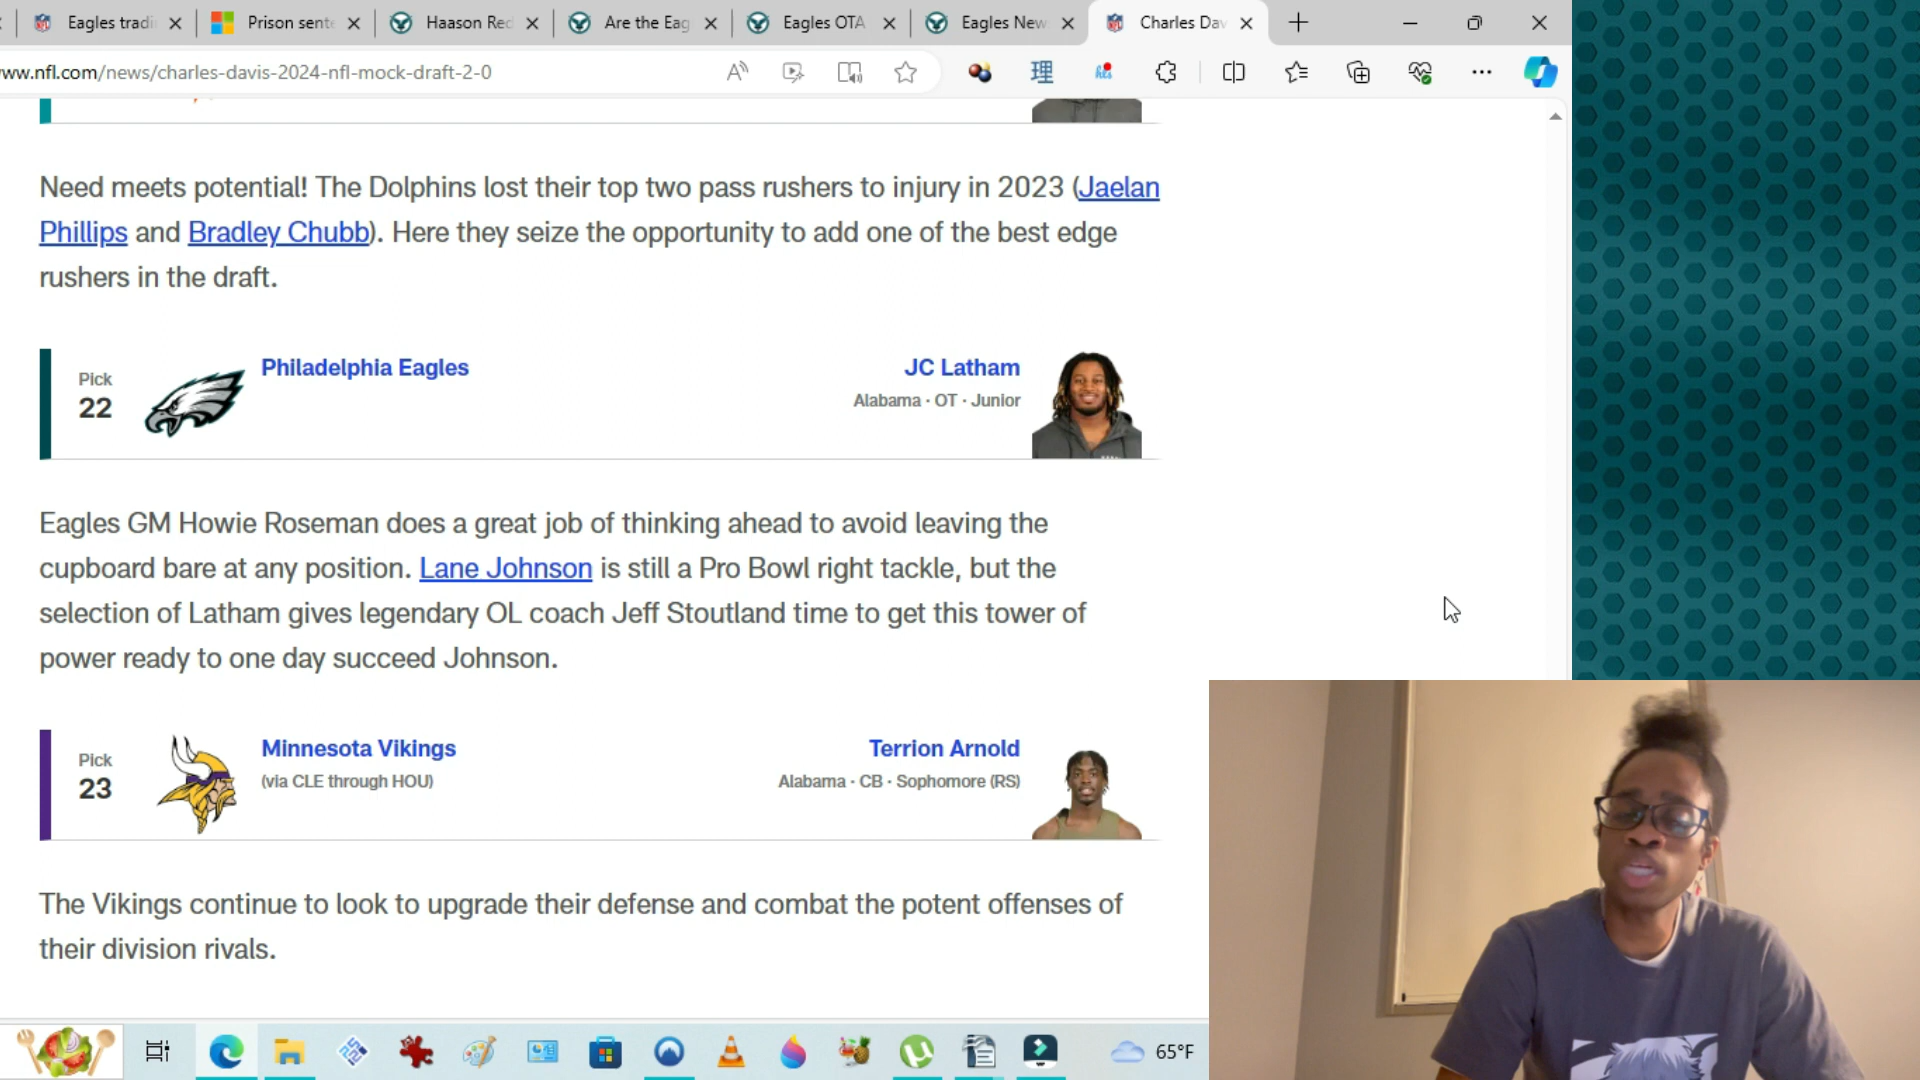 Eagles tradi
Prison sente
Haason Red
Are the Eag
Eagles OTA
Eagles New
Charles Dav
ww.nfl.com/news/charles-davis-2024-nfl-mock-draft-2-0
Need meets potential! The Dolphins lost their top two pass rushers to injury in 2023 (Jaelan
Phillips and Bradley Chubb). Here they seize the opportunity to add one of the best edge
rushers in the draft.
Pick
22
Philadelphia Eagles
JC Latham
Alabama · OT · Junior
Eagles GM Howie Roseman does a great job of thinking ahead to avoid leaving the
cupboard bare at any position. Lane Johnson is still a Pro Bowl right tackle, but the
selection of Latham gives legendary OL coach Jeff Stoutland time to get this tower of
power ready to one day succeed Johnson.
Pick
23
Minnesota Vikings
(via CLE through HOU)
Terrion Arnold
Alabama · CB · Sophomore (RS)
The Vikings continue to look to upgrade their defense and combat the potent offenses of
their division rivals.
65°F